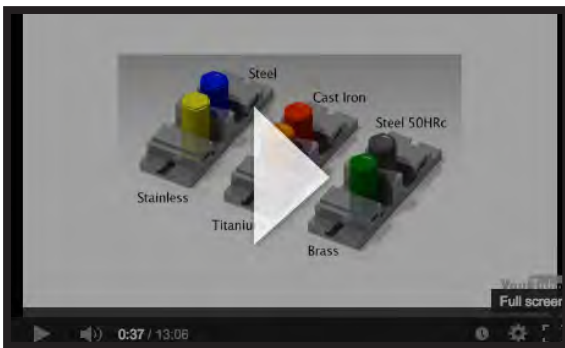 Steel
Cast Iron
Steel 50HRc
Stainless
Brass
Full screen
0:37 / 13:06